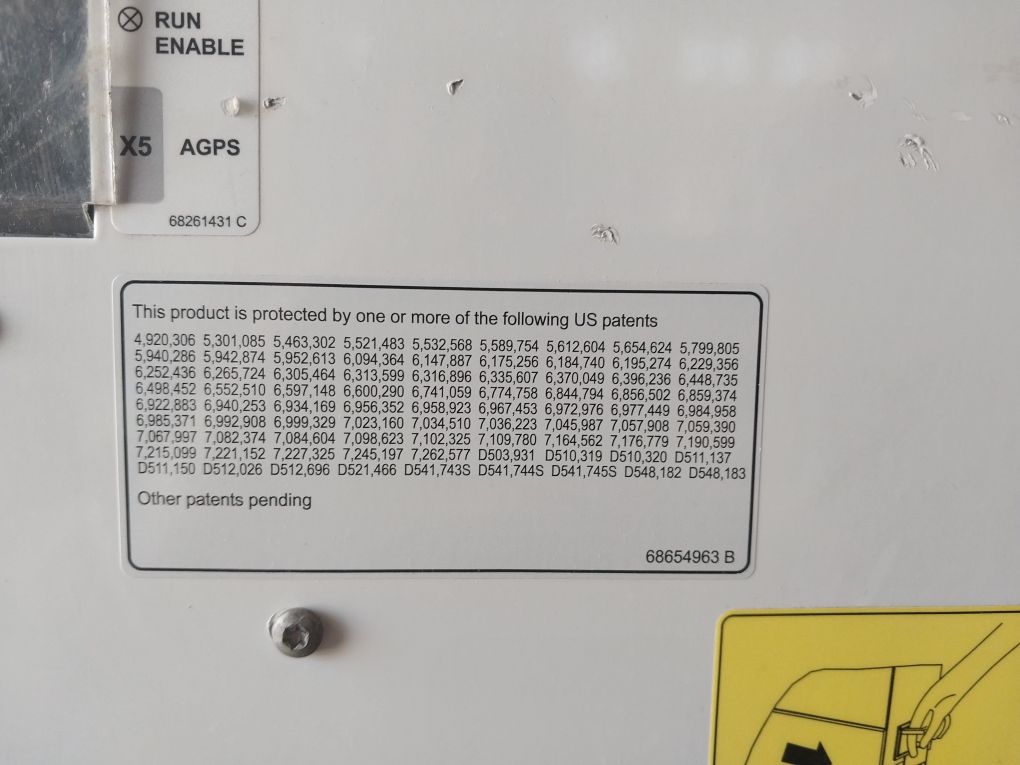 RUN
ENABLE
X5 AGPS
68261431 C
This product is protected by one or more of the following US patents
4,920,306 5,301,085 5,463,302 5,521,483 5,532,568 5,589,754 5,612,604 5,654,624 5,799,805
5,940,286 5,942,874 5,952,613 6,094,364 6,147,887 6,175,256 6,184,740 6,195,274 6,229,356
6,252,436 6,265,724 6,305,464 6,313,599 6,316,896 6,335,607 6,370,049 6,396,236 6,448,735
6,498,452 6,552,510 6,597,148 6,600,290 6,741,059 6,774,758 6,844,794 6,856,502 6,859,374
6,922,883 6,940,253 6,934,169 6,956,352 6,958,923 6,967,453 6,972,976 6,977,449 6,984,958
6,985,371 6,992,908 6,999,329 7,023,160 7,034,510 7,036,223 7,045,987 7,057,908 7,059,390
7,067,997 7,082,374 7,084,604 7,098,623 7,102,325 7,109,780 7,164,562 7,176,779 7,190,599
7,215,099 7,221,152 7,227,325 7,245,197 7,262,577 D503,931 D510,319 D510,320 D511,137
D511,150 D512,026 D512,696 D521,466 D541,743S D541,744S D541,745S D548,182 D548,183
Other patents pending
68654963 B